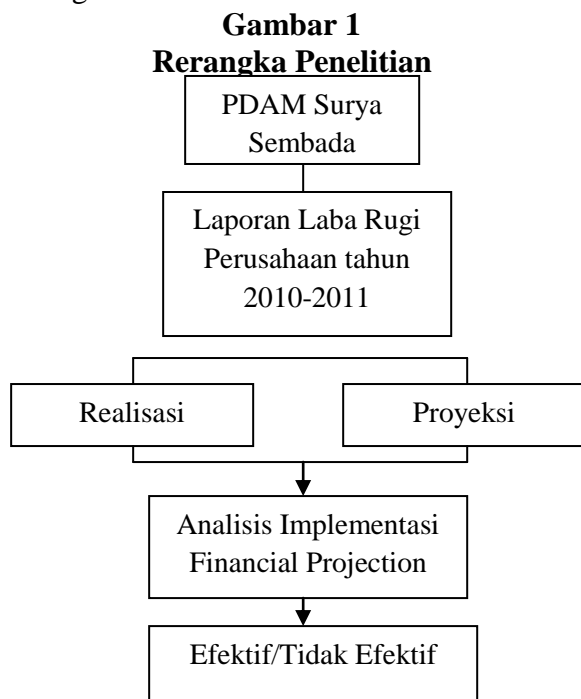 Gambar 1
Rerangka Penelitian
PDAM Surya
Sembada
Laporan Laba Rugi
Perusahaan tahun
2010-2011
Realisasi
Proyeksi
Analisis Implementasi
Financial Projection
Efektif/Tidak Efektif